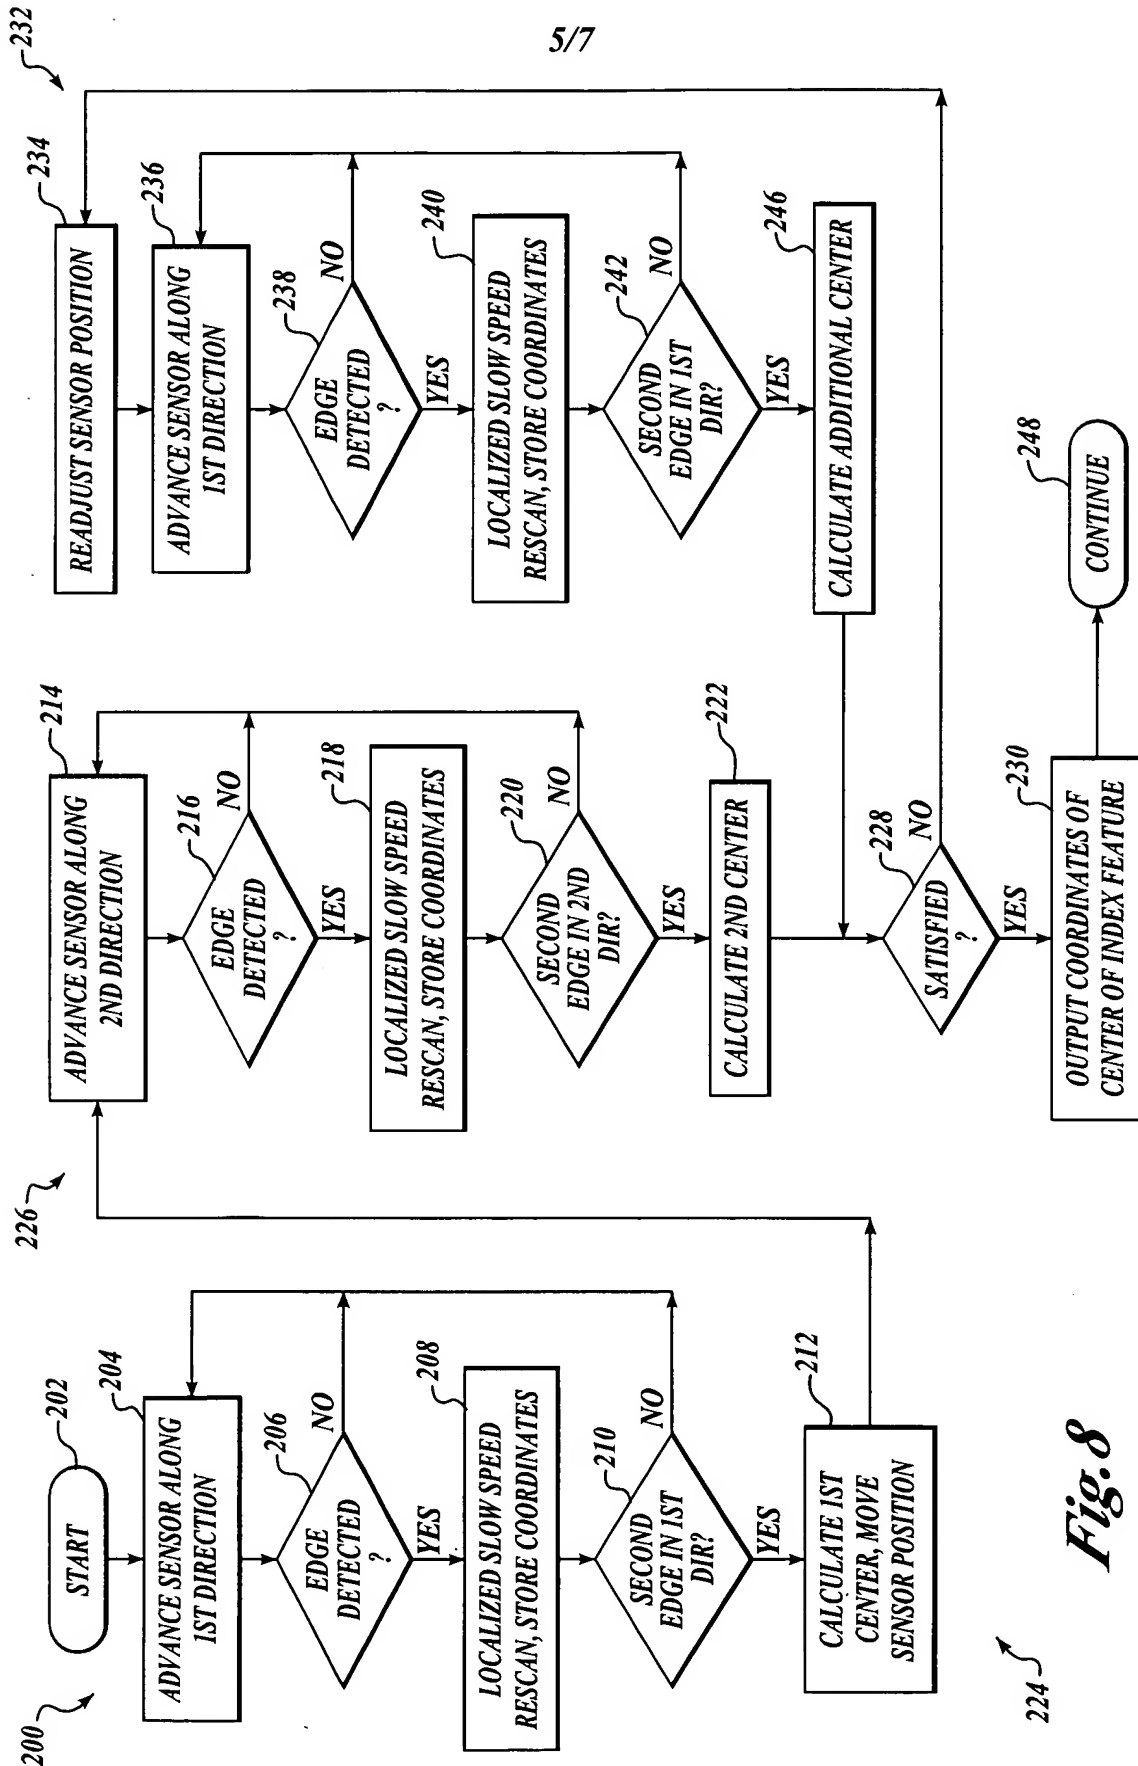 5/7
200
START
202
ADVANCE SENSOR ALONG
1ST DIRECTION
204
EDGE
DETECTED
?
206
NO
YES
LOCALIZED SLOW SPEED
RESCAN, STORE COORDINATES
208
SECOND
EDGE IN 1ST
DIR?
210
NO
YES
CALCULATE 1ST
CENTER, MOVE
SENSOR POSITION
212
224
226
ADVANCE SENSOR ALONG
2ND DIRECTION
214
EDGE
DETECTED
?
216
NO
YES
LOCALIZED SLOW SPEED
RESCAN, STORE COORDINATES
218
SECOND
EDGE IN 2ND
DIR?
220
NO
YES
CALCULATE 2ND CENTER
222
SATISFIED
?
228
NO
YES
OUTPUT COORDINATES OF
CENTER OF INDEX FEATURE
230
232
READJUST SENSOR POSITION
234
ADVANCE SENSOR ALONG
1ST DIRECTION
236
EDGE
DETECTED
?
238
NO
YES
LOCALIZED SLOW SPEED
RESCAN, STORE COORDINATES
240
SECOND
EDGE IN 1ST
DIR?
242
NO
YES
CALCULATE ADDITIONAL CENTER
246
CONTINUE
248
Fig.8